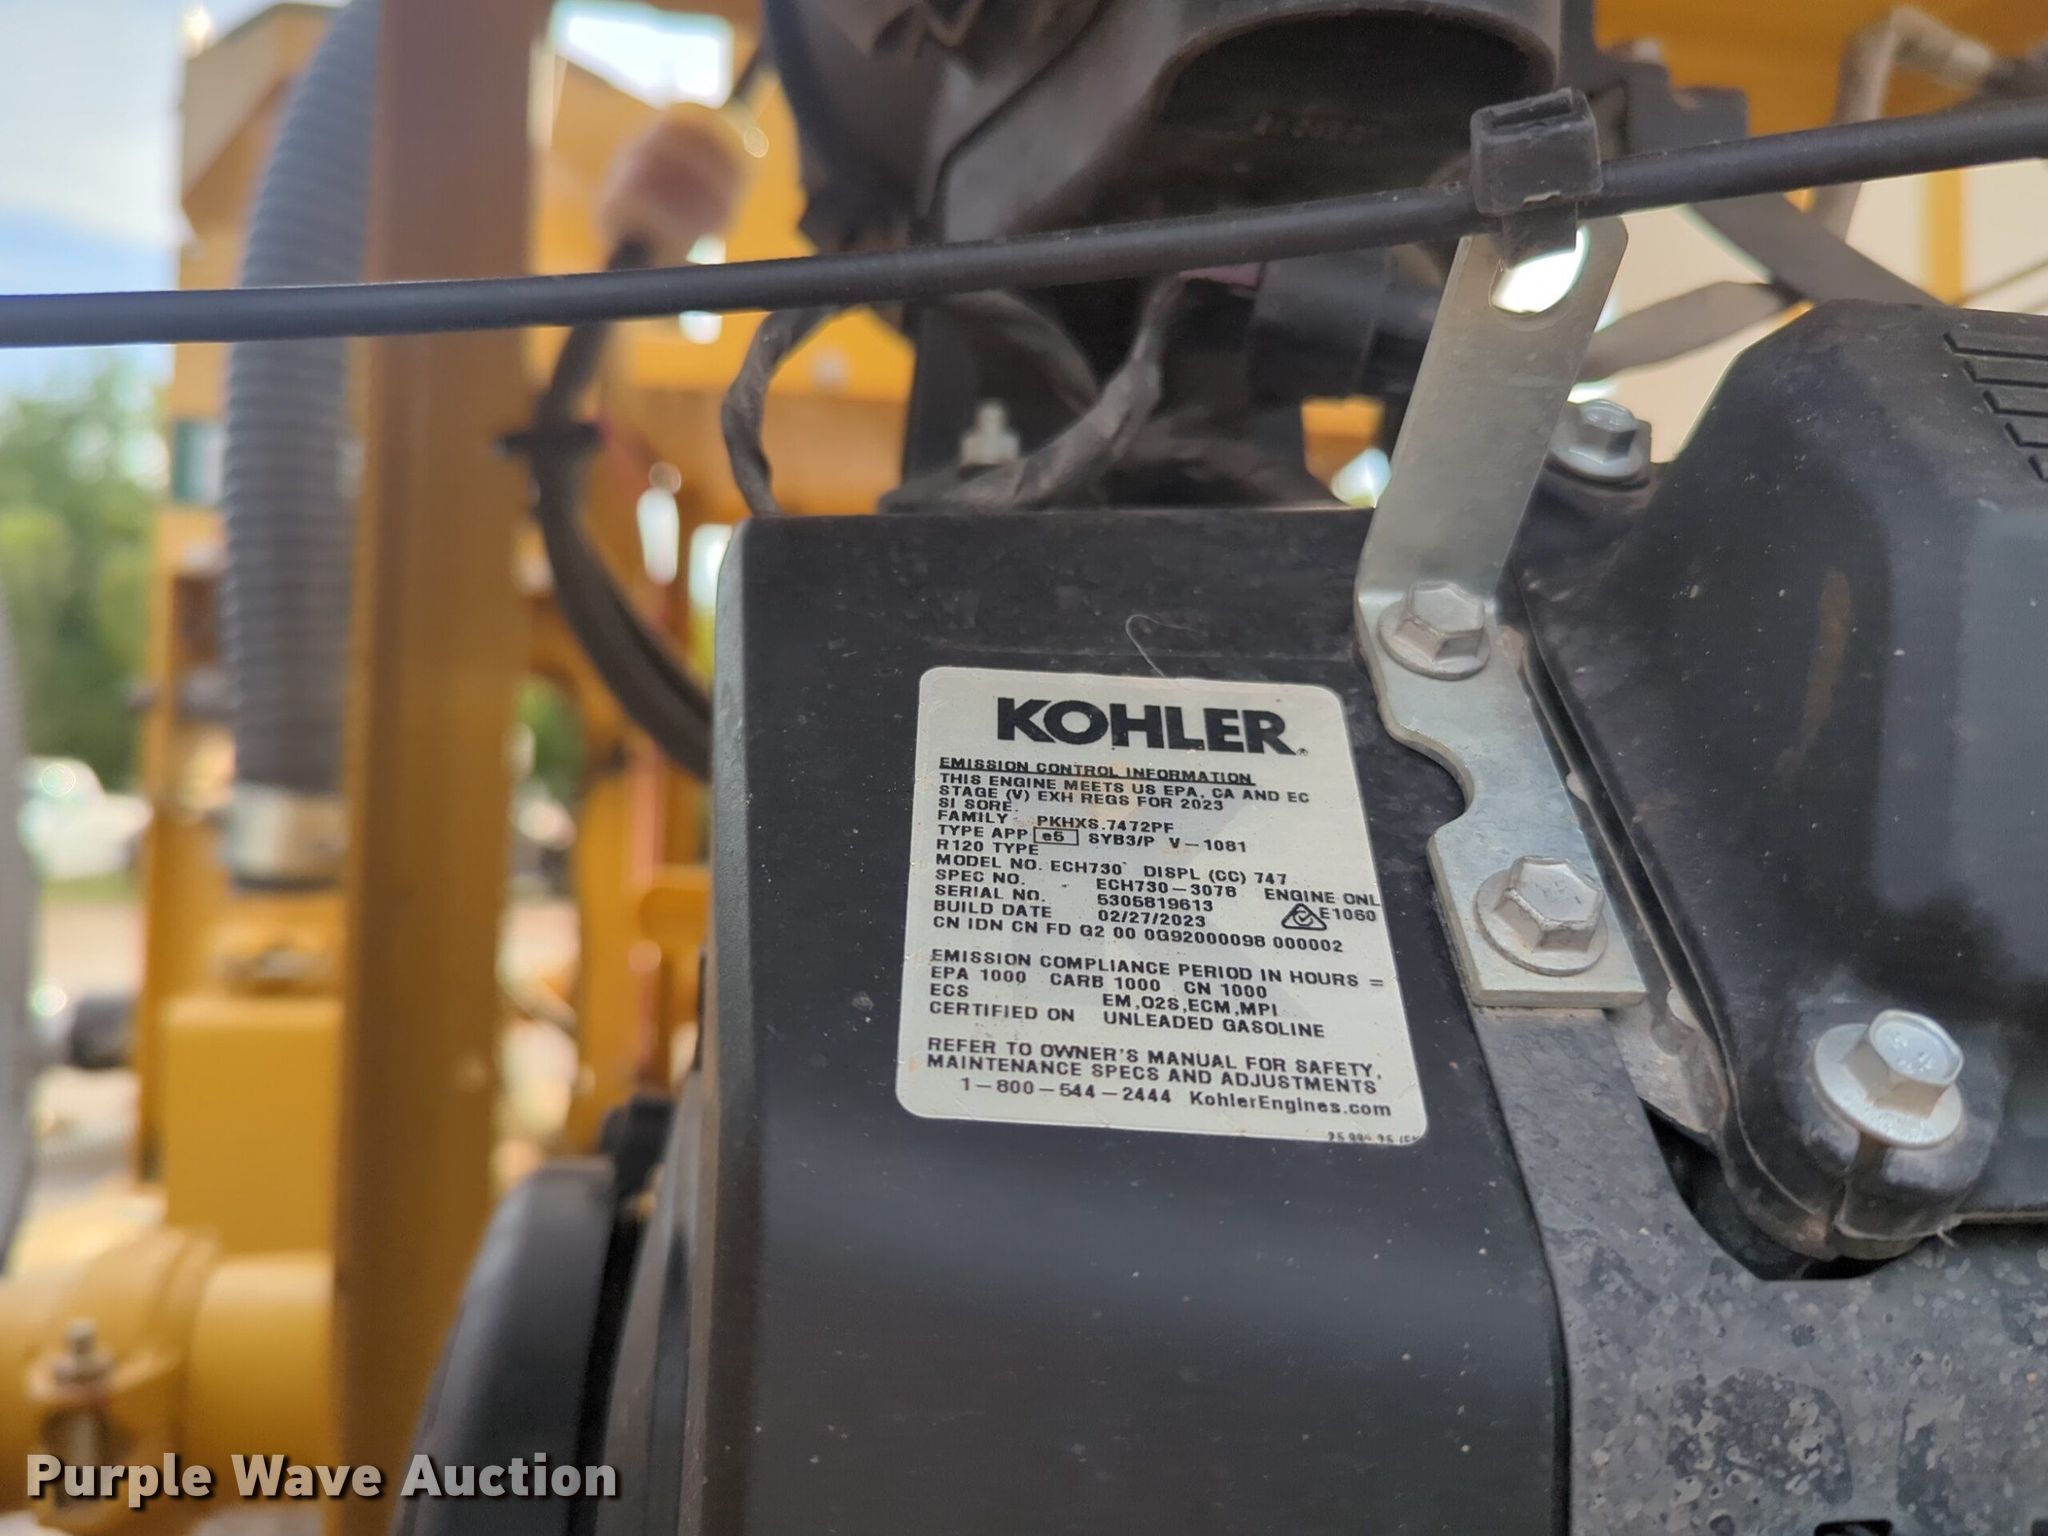 KOHLER®
EMISSION CONTROL INFORMATION
THIS ENGINE MEETS US EPA, CA AND EC
STAGE (V) EXH REGS FOR 2023
SI SORE.
FAMILY PKHXS.7472PF
TYPE APP e5 SYB3/P V-1081
R120 TYPE
MODEL NO. ECH730 DISPL (CC) 747
SPEC NO. ECH730-3078 ENGINE ONL
SERIAL NO. 5305819613
BUILD DATE 02/27/2023 E1060
CN IDN CN FD G2 00 0G92000098 000002
EMISSION COMPLIANCE PERIOD IN HOURS =
EPA 1000 CARB 1000 CN 1000
ECS EM,O2S,ECM,MPI
CERTIFIED ON UNLEADED GASOLINE
REFER TO OWNER'S MANUAL FOR SAFETY,
MAINTENANCE SPECS AND ADJUSTMENTS
1-800-544-2444 KohlerEngines.com
Purple Wave Auction